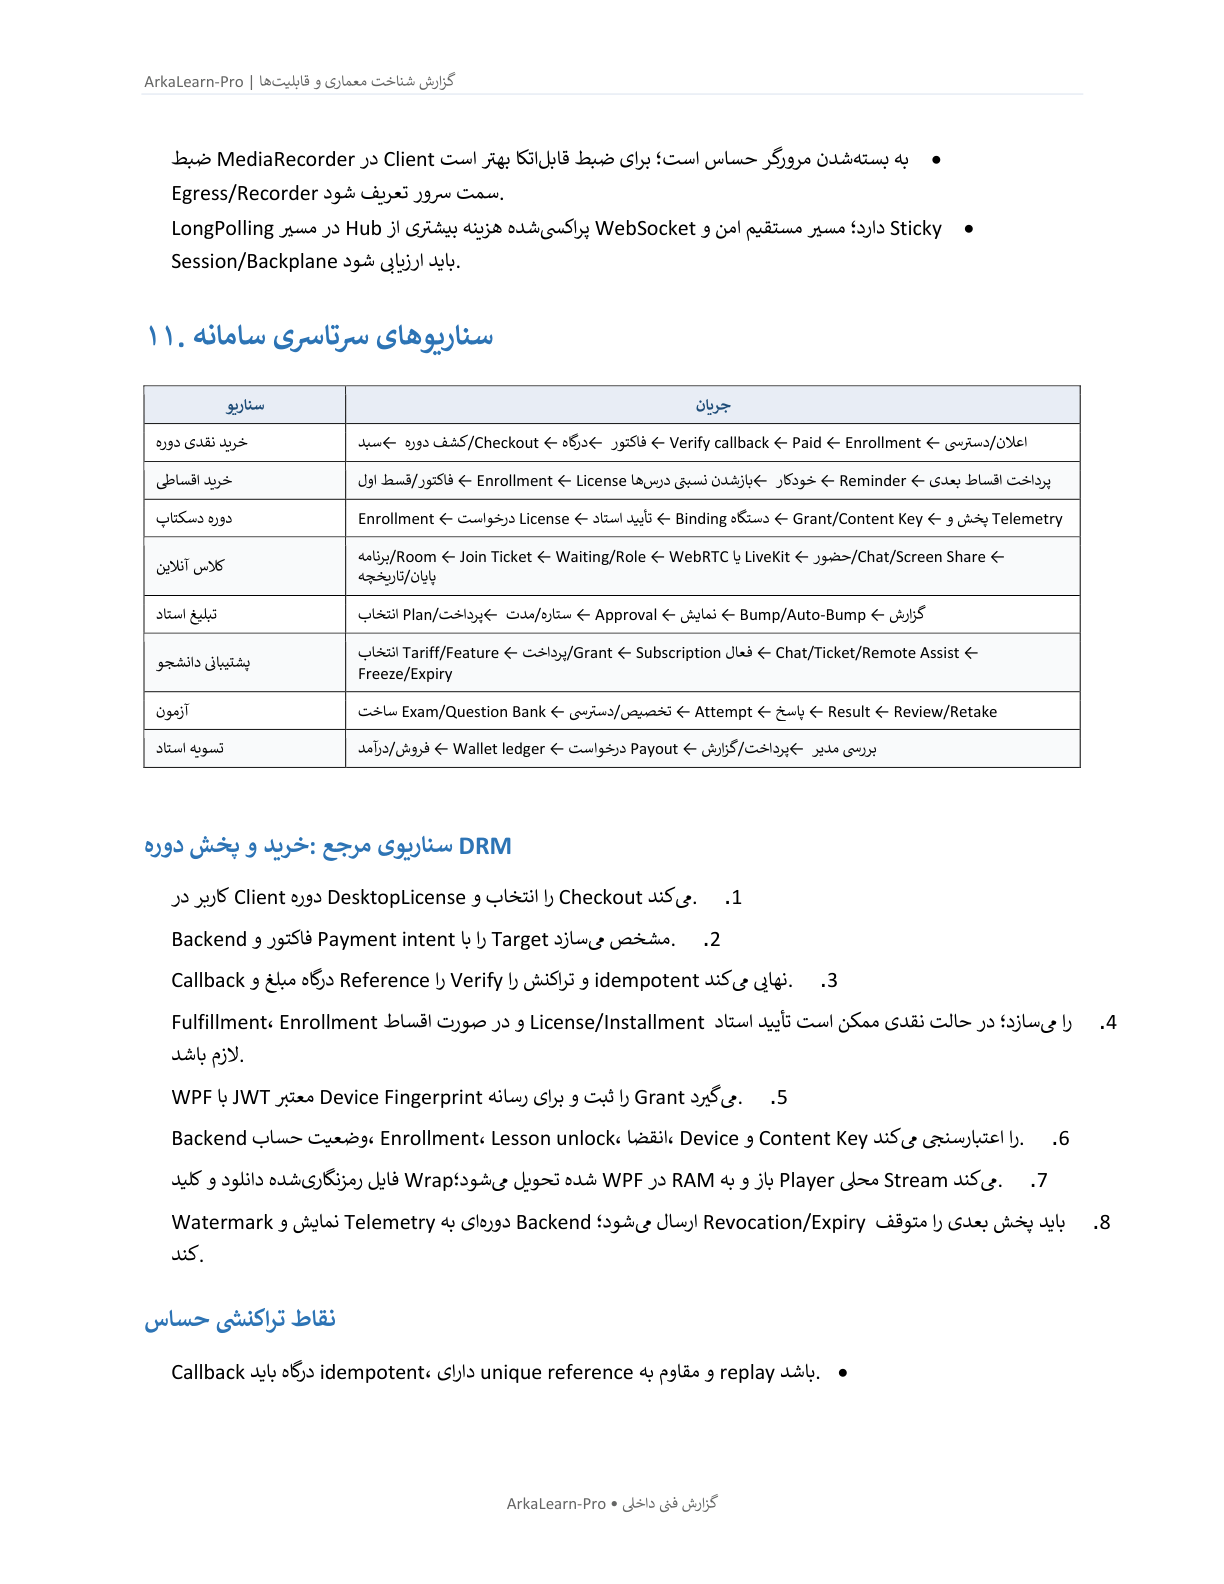 گزارش شناخت معماری و قابلیت‌ها | ArkaLearn-Pro
• ضبط MediaRecorder در Client به بسته‌شدن مرورگر حساس است؛ برای ضبط قابل‌اتکا بهتر است
Egress/Recorder سمت سرور تعریف شود.
• LongPolling در مسیر Hub پراکسی‌شده هزینه بیشتری از WebSocket دارد؛ مسیر مستقیم امن و Sticky
Session/Backplane باید ارزیابی شود.
۱۱. سناریوهای سرتاسری سامانه
سناریو	جریان
خرید نقدی دوره	کشف دوره/Checkout ← درگاه ←سبد ← فاکتور ← Verify callback ← Paid ← Enrollment ← اعلان/دسترسی
خرید اقساطی	فاکتور/قسط اول ← Enrollment ← License بازشدن نسبتی درس‌ها ← خودکار ← Reminder ← پرداخت اقساط بعدی
دوره دسکتاپ	Enrollment ← درخواست License ← تأیید استاد ← Binding دستگاه ← Grant/Content Key ← پخش و Telemetry
کلاس آنلاین	برنامه/Room ← Join Ticket ← Waiting/Role ← WebRTC یا LiveKit ← حضور/Chat/Screen Share ←
پایان/تاریخچه
تبلیغ استاد	انتخاب Plan/ستاره/مدت ←پرداخت ← Approval ← نمایش ← Bump/Auto-Bump ← گزارش
پشتیبانی دانشجو	انتخاب Tariff/Feature ← پرداخت/Grant ← Subscription فعال ← Chat/Ticket/Remote Assist ←
Freeze/Expiry
آزمون	ساخت Exam/Question Bank ← تخصیص/دسترسی ← Attempt ← پاسخ ← Result ← Review/Retake
تسویه استاد	فروش/درآمد ← Wallet ledger ← درخواست Payout ← بررسی مدیر ←پرداخت/گزارش
سناریوی مرجع: خرید و پخش دوره DRM
1. کاربر در Client دوره DesktopLicense را انتخاب و Checkout می‌کند.
2. Backend فاکتور و Payment intent را با Target مشخص می‌سازد.
3. Callback درگاه مبلغ و Reference را Verify و تراکنش را idempotent نهایی می‌کند.
4. Fulfillment، Enrollment و در صورت اقساط License/Installment را می‌سازد؛ در حالت نقدی ممکن است تأیید استاد
لازم باشد.
5. WPF با JWT معتبر Device Fingerprint را ثبت و برای رسانه Grant می‌گیرد.
6. Backend وضعیت حساب، Enrollment، Lesson unlock، انقضا، Device و Content Key را اعتبارسنجی می‌کند.
7. فایل رمزنگاری‌شده دانلود و کلید Wrap‌شده تحویل می‌شود؛ WPF در RAM باز و به Player محلی Stream می‌کند.
8. Watermark نمایش و Telemetry دوره‌ای به Backend ارسال می‌شود؛ Revocation/Expiry باید پخش بعدی را متوقف
کند.
نقاط تراکنشی حساس
• Callback درگاه باید idempotent، دارای unique reference و مقاوم به replay باشد.
ArkaLearn-Pro • گزارش فنی داخلی